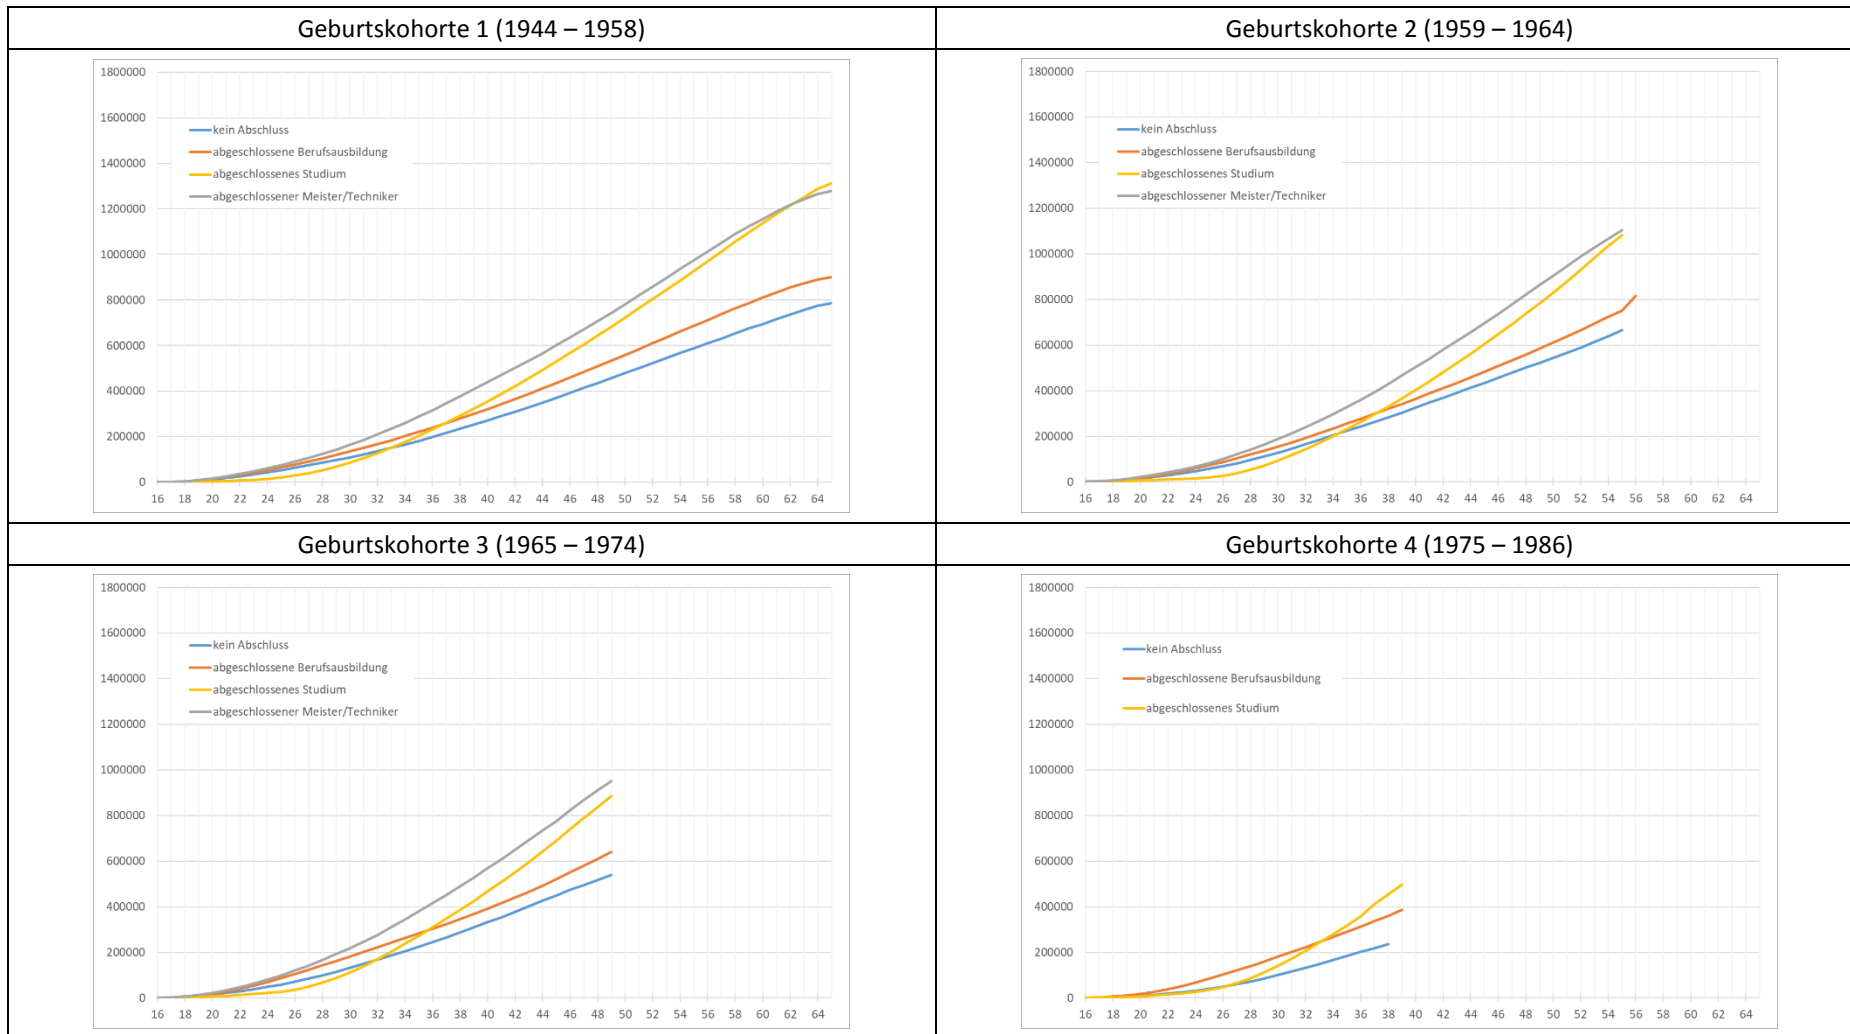 Geburtskohorte 1 (1944 – 1958)
Geburtskohorte 2 (1959 – 1964)
1800000
1600000
1400000
1200000
1000000
800000
600000
400000
200000
0
kein Abschluss
abgeschlossene Berufsausbildung
abgeschlossenes Studium
abgeschlossener Meister/Techniker
16 18 20 22 24 26 28 30 32 34 36 38 40 42 44 46 48 50 52 54 56 58 60 62 64
1800000
1600000
1400000
1200000
1000000
800000
600000
400000
200000
0
kein Abschluss
abgeschlossene Berufsausbildung
abgeschlossenes Studium
abgeschlossener Meister/Techniker
16 18 20 22 24 26 28 30 32 34 36 38 40 42 44 46 48 50 52 54 56 58 60 62 64
Geburtskohorte 3 (1965 – 1974)
Geburtskohorte 4 (1975 – 1986)
1800000
1600000
1400000
1200000
1000000
800000
600000
400000
200000
0
kein Abschluss
abgeschlossene Berufsausbildung
abgeschlossenes Studium
abgeschlossener Meister/Techniker
16 18 20 22 24 26 28 30 32 34 36 38 40 42 44 46 48 50 52 54 56 58 60 62 64
1800000
1600000
1400000
1200000
1000000
800000
600000
400000
200000
0
kein Abschluss
abgeschlossene Berufsausbildung
abgeschlossenes Studium
16 18 20 22 24 26 28 30 32 34 36 38 40 42 44 46 48 50 52 54 56 58 60 62 64